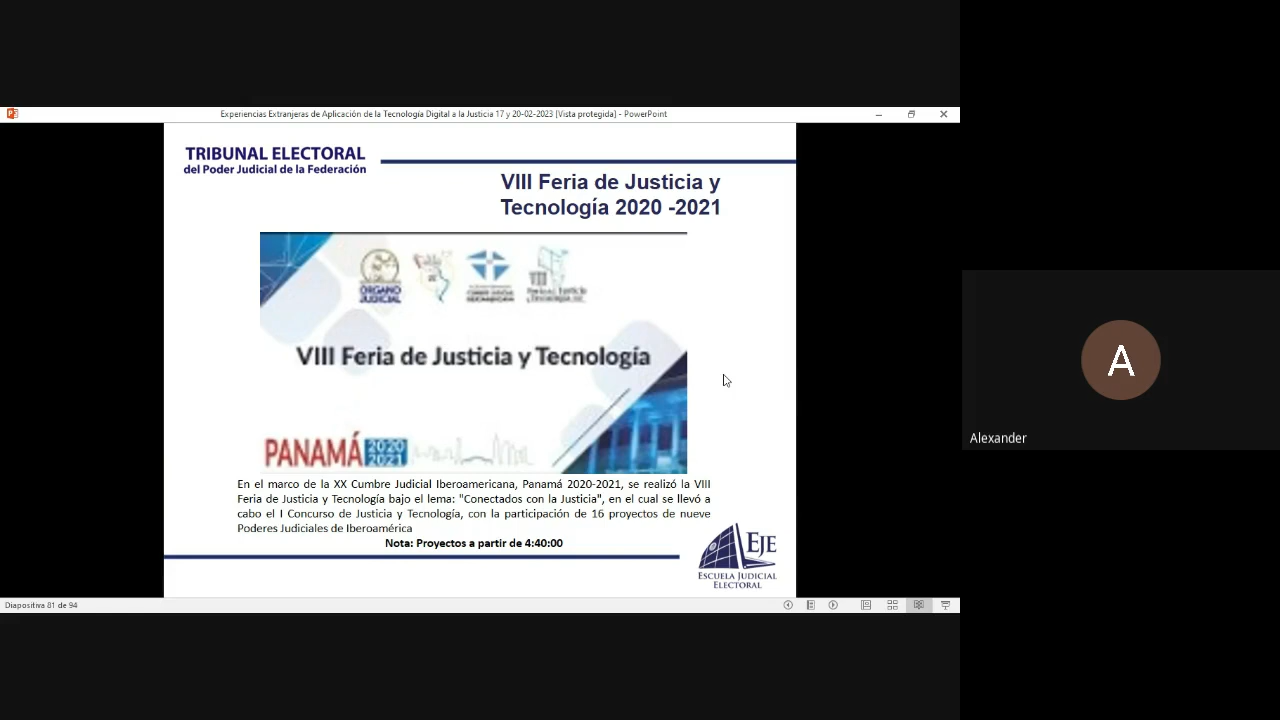 Experiencias Extranjeras de Aplicación de la Tecnología Digital a la Justicia 17 y 20-02-2023 [Vista protegida] - PowerPoint
TRIBUNAL ELECTORAL
del Poder Judicial de la Federación
VIII Feria de Justicia y
Tecnología 2020 -2021
ÓRGANO
JUDICIAL
CUMBRE JUDICIAL
IBEROAMERICANA
VIII
VIII Feria de Justicia y Tecnología
PANAMÁ 2020
2021
En el marco de la XX Cumbre Judicial Iberoamericana, Panamá 2020-2021, se realizó la VIII
Feria de Justicia y Tecnología bajo el lema: "Conectados con la Justicia", en el cual se llevó a
cabo el I Concurso de Justicia y Tecnología, con la participación de 16 proyectos de nueve
Poderes Judiciales de Iberoamérica
Nota: Proyectos a partir de 4:40:00
EJE
ESCUELA JUDICIAL
ELECTORAL
Diapositiva 81 de 94
A
Alexander